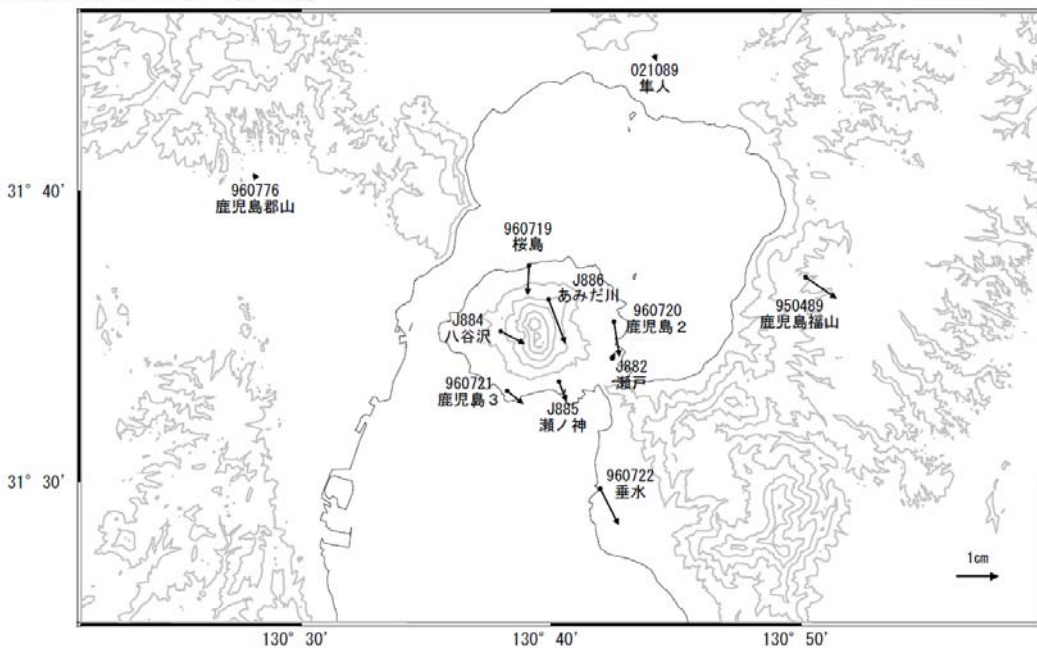 021089
隼人
31° 40'
960776
鹿児島郡山
960719
桜島
J886
あみだ川
960720
鹿児島２
950489
鹿児島福山
J884
八谷沢
J882
瀬戸
960721
鹿児島３
J885
瀬ノ神
31° 30'
960722
垂水
1cm
130° 30'
130° 40'
130° 50'